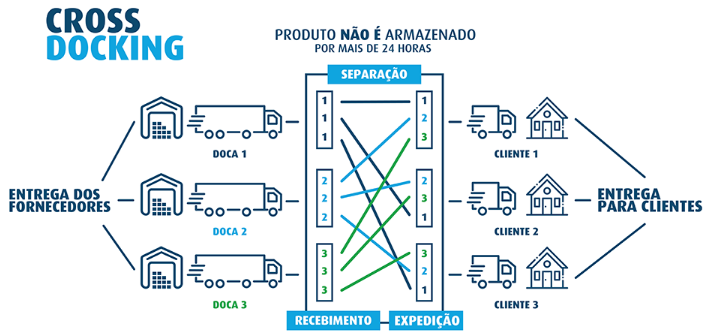 CROSS
DOCKING
PRODUTO NÃO É ARMAZENADO
POR MAIS DE 24 HORAS
SEPARAÇÃO
ENTREGA DOS
FORNECEDORES
DOCA 1
DOCA 2
DOCA 3
1
1
1
2
2
2
3
3
3
1
2
3
2
3
1
3
2
1
RECEBIMENTO
EXPEDIÇÃO
CLIENTE 1
CLIENTE 2
CLIENTE 3
ENTREGA
PARA CLIENTES